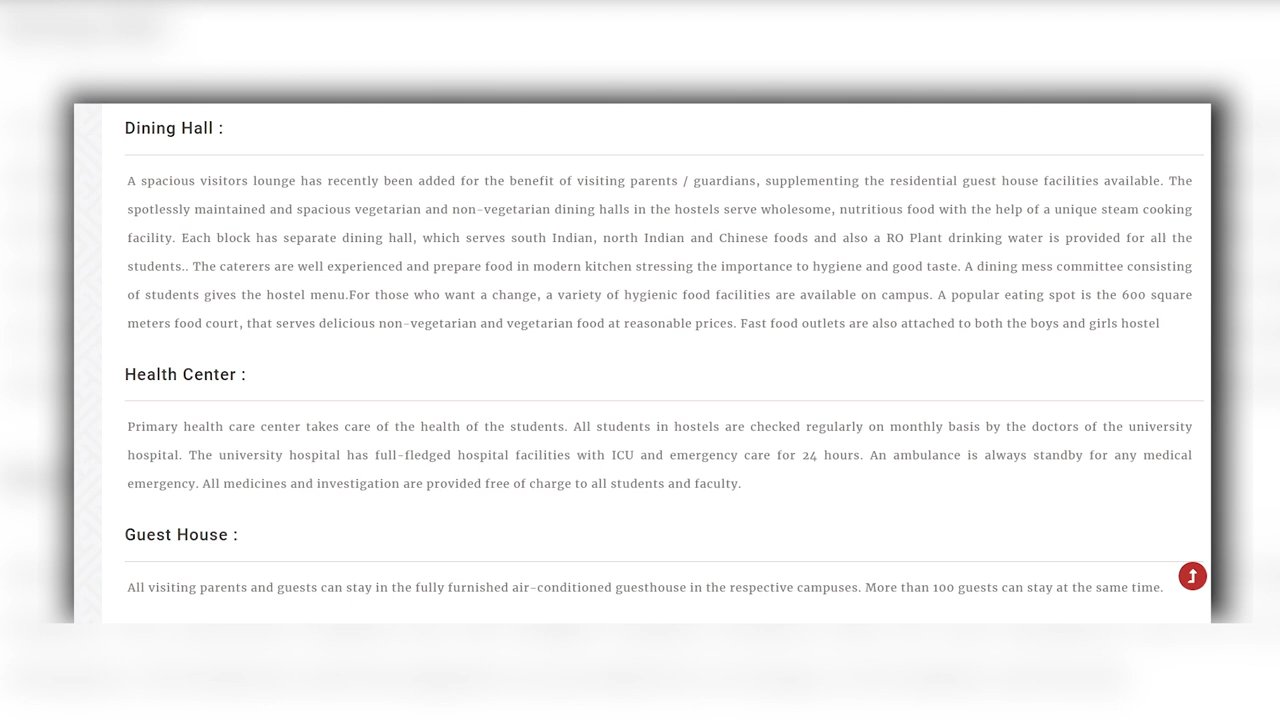 Dining Hall :
A spacious visitors lounge has recently been added for the benefit of visiting parents / guardians, supplementing the residential guest house facilities available. The
spotlessly maintained and spacious vegetarian and non-vegetarian dining halls in the hostels serve wholesome, nutritious food with the help of a unique steam cooking
facility. Each block has separate dining hall, which serves south Indian, north Indian and Chinese foods and also a RO Plant drinking water is provided for all the
students.. The caterers are well experienced and prepare food in modern kitchen stressing the importance to hygiene and good taste. A dining mess committee consisting
of students gives the hostel menu.For those who want a change, a variety of hygienic food facilities are available on campus. A popular eating spot is the 600 square
meters food court, that serves delicious non-vegetarian and vegetarian food at reasonable prices. Fast food outlets are also attached to both the boys and girls hostel
Health Center :
Primary health care center takes care of the health of the students. All students in hostels are checked regularly on monthly basis by the doctors of the university
hospital. The university hospital has full-fledged hospital facilities with ICU and emergency care for 24 hours. An ambulance is always standby for any medical
emergency. All medicines and investigation are provided free of charge to all students and faculty.
Guest House :
All visiting parents and guests can stay in the fully furnished air-conditioned guesthouse in the respective campuses. More than 100 guests can stay at the same time.